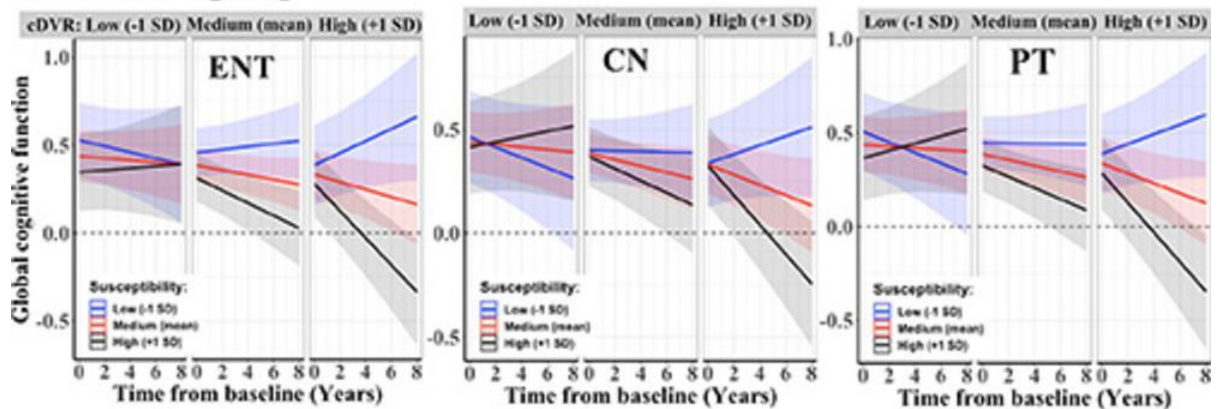 cDVR: Low (-1 SD) Medium (mean) High (+1 SD)
Low (-1 SD) Medium (mean) High (+1 SD)
Low (-1 SD) Medium (mean) High (+1 SD)
ENT
CN
PT
Global cognitive function
1.0
0.5
0.0
-0.5
Susceptibility:
Low (-1 SD)
Medium (mean)
High (+1 SD)
0 2 4 6 8 0 2 4 6 8 0 2 4 6 8
Time from baseline (Years)
0.5
0.0
-0.5
Susceptibility:
Low (-1 SD)
Medium (mean)
High (+1 SD)
0 2 4 6 8 0 2 4 6 8 0 2 4 6 8
Time from baseline (Years)
1.0
0.5
0.0
-0.5
Susceptibility:
Low (-1 SD)
Medium (mean)
High (+1 SD)
0 2 4 6 8 0 2 4 6 8 0 2 4 6 8
Time from baseline (Years)